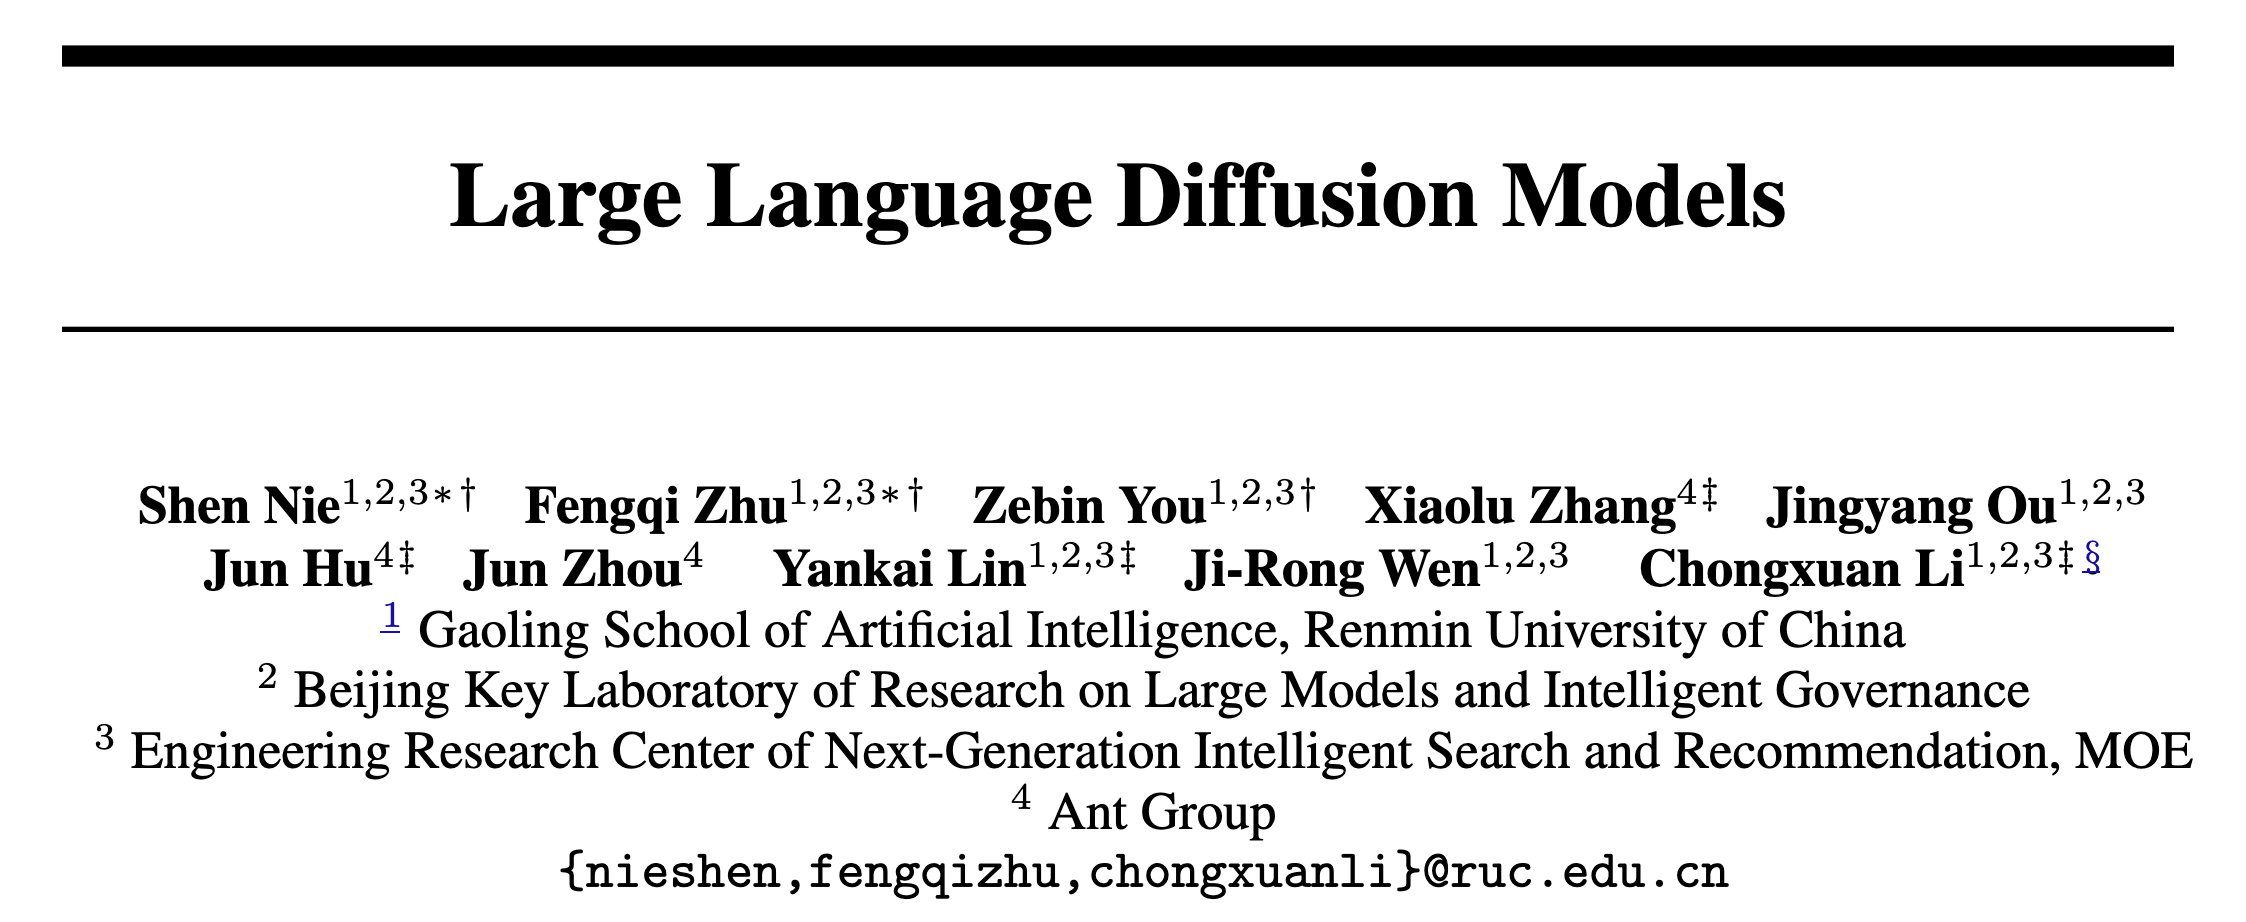 Large Language Diffusion Models
Shen Nie1,2,3∗† Fengqi Zhu1,2,3∗† Zebin You1,2,3† Xiaolu Zhang4‡ Jingyang Ou1,2,3
Jun Hu4‡ Jun Zhou4 Yankai Lin1,2,3‡ Ji-Rong Wen1,2,3 Chongxuan Li1,2,3‡§
1 Gaoling School of Artificial Intelligence, Renmin University of China
2 Beijing Key Laboratory of Research on Large Models and Intelligent Governance
3 Engineering Research Center of Next-Generation Intelligent Search and Recommendation, MOE
4 Ant Group
{nieshen,fengqizhu,chongxuanli}@ruc.edu.cn